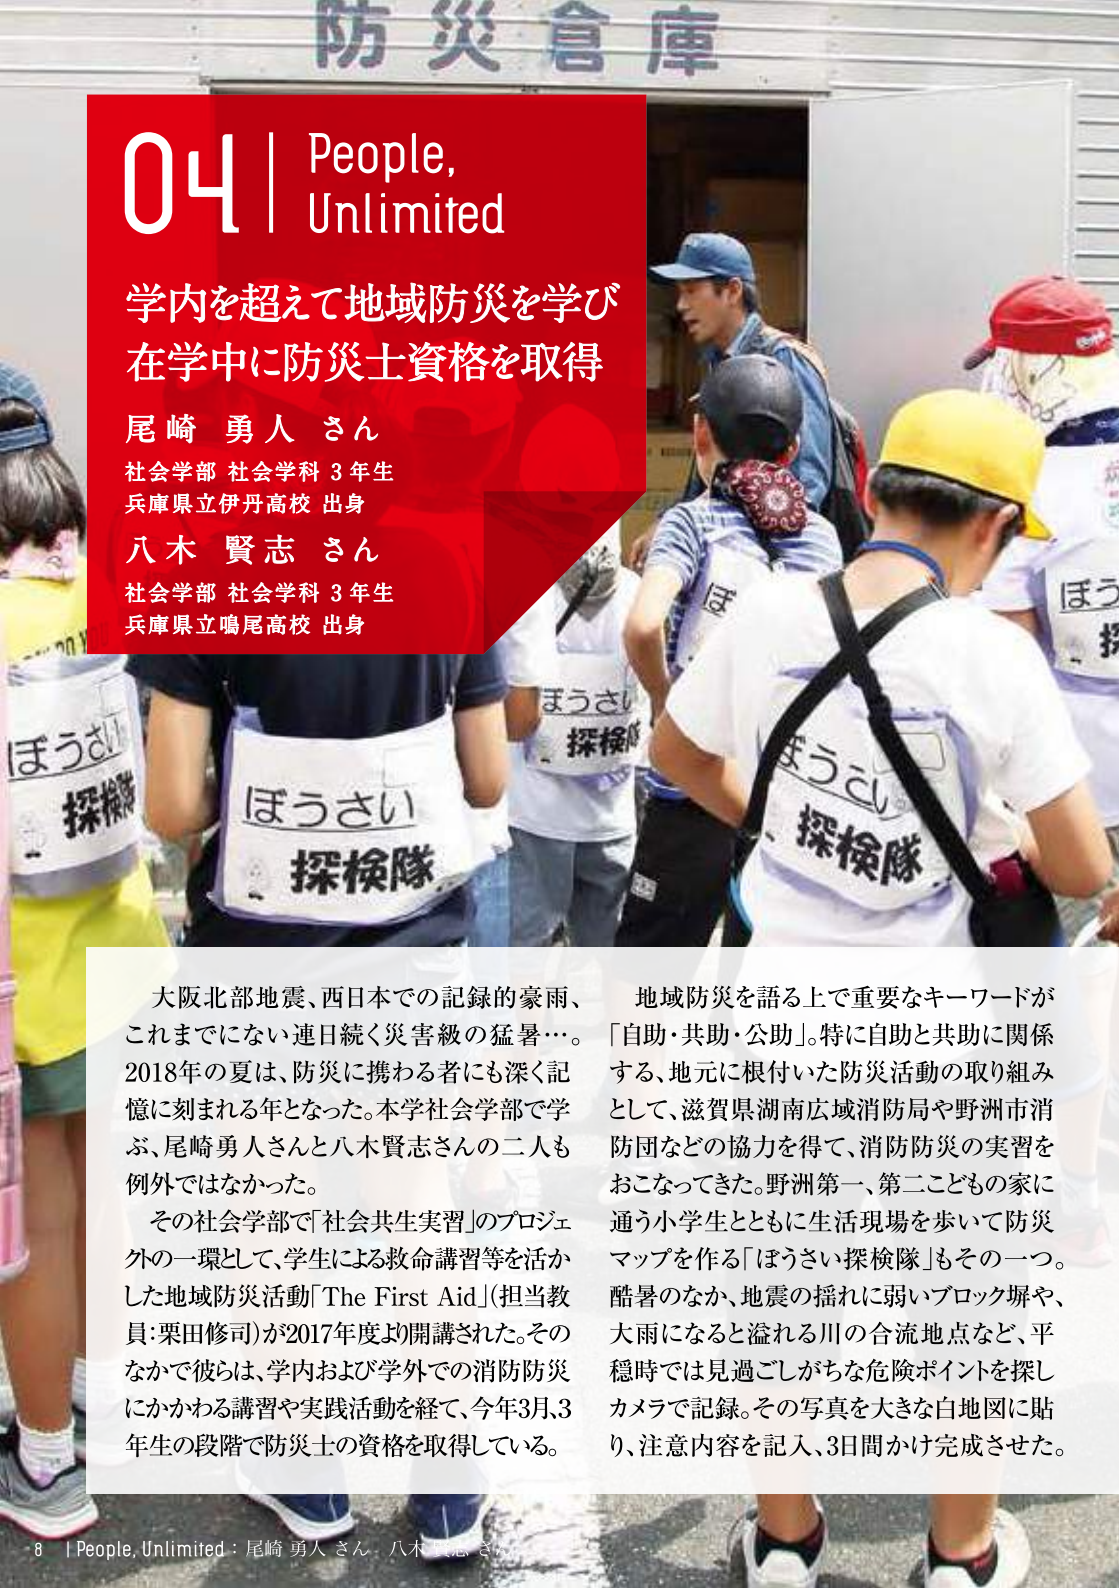 防災倉庫
04
People,
Unlimited
学内を超えて地域防災を学び
在学中に防災士資格を取得
尾崎 勇人 さん
社会学部 社会学科 3年生
兵庫県立伊丹高校 出身
八木 賢志 さん
社会学部 社会学科 3年生
兵庫県立鳴尾高校 出身
ぼうさい
探検隊
ぼうさい
探検隊
ぼうさい
探検隊
ぼうさい
探検隊
ぼ
ぼう
探
大阪北部地震、西日本での記録的豪雨、
これまでにない連日続く災害級の猛暑…。
2018年の夏は、防災に携わる者にも深く記
憶に刻まれる年となった。本学社会学部で学
ぶ、尾崎勇人さんと八木賢志さんの二人も
例外ではなかった。
その社会学部で「社会共生実習」のプロジェ
クトの一環として、学生による救命講習等を活か
した地域防災活動「The First Aid」(担当教
員:栗田修司)が2017年度より開講された。その
なかで彼らは、学内および学外での消防防災
にかかわる講習や実践活動を経て、今年3月、3
年生の段階で防災士の資格を取得している。
地域防災を語る上で重要なキーワードが
「自助・共助・公助」。特に自助と共助に関係
する、地元に根付いた防災活動の取り組み
として、滋賀県湖南広域消防局や野洲市消
防団などの協力を得て、消防防災の実習を
おこなってきた。野洲第一、第二こどもの家に
通う小学生とともに生活現場を歩いて防災
マップを作る「ぼうさい探検隊」もその一つ。
酷暑のなか、地震の揺れに弱いブロック塀や、
大雨になると溢れる川の合流地点など、平
穏時では見過ごしがちな危険ポイントを探し
カメラで記録。その写真を大きな白地図に貼
り、注意内容を記入、3日間かけ完成させた。
8 | People, Unlimited : 尾崎 勇人 さん 八木 賢志 さん